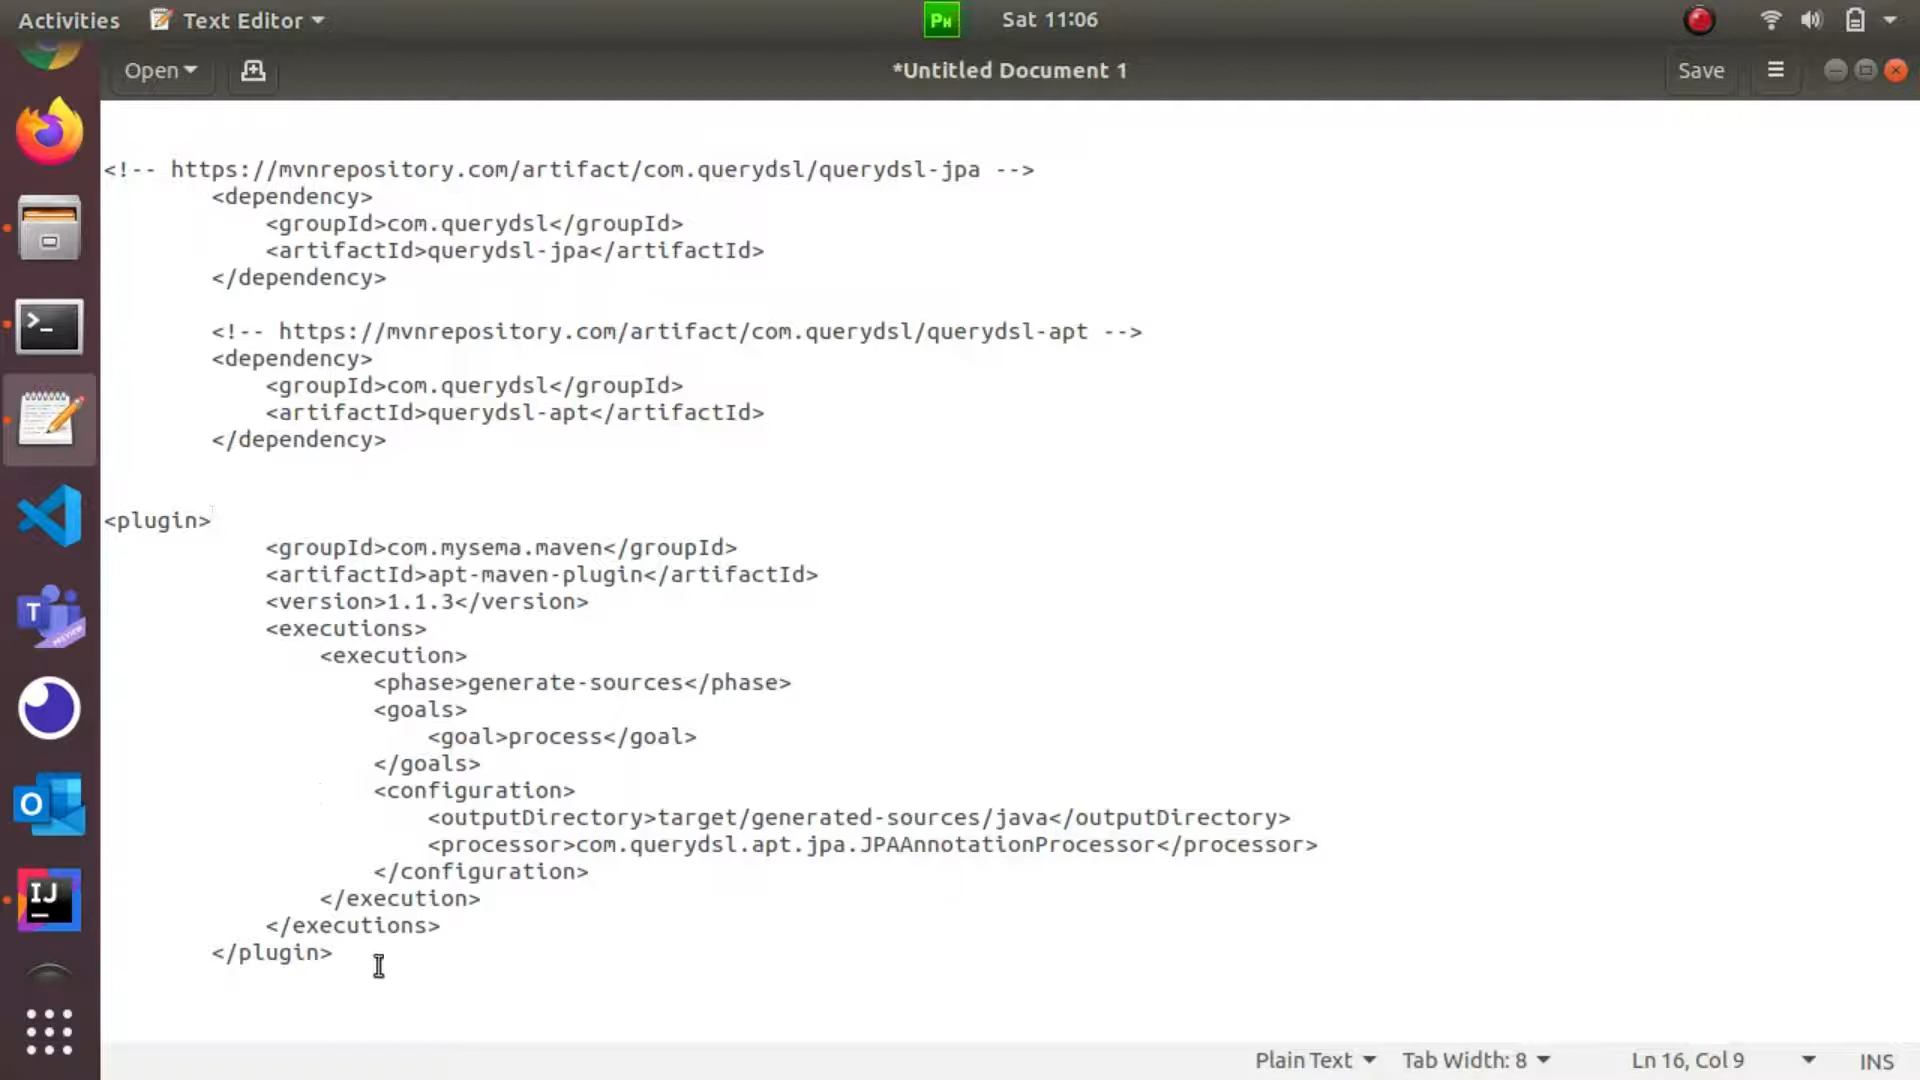 Activities Text Editor PH Sat 11:06
Open *Untitled Document 1 Save
<!-- https://mvnrepository.com/artifact/com.querydsl/querydsl-jpa -->
<dependency>
<groupId>com.querydsl</groupId>
<artifactId>querydsl-jpa</artifactId>
</dependency>
<!-- https://mvnrepository.com/artifact/com.querydsl/querydsl-apt -->
<dependency>
<groupId>com.querydsl</groupId>
<artifactId>querydsl-apt</artifactId>
</dependency>
<plugin>
<groupId>com.mysema.maven</groupId>
<artifactId>apt-maven-plugin</artifactId>
<version>1.1.3</version>
<executions>
<execution>
<phase>generate-sources</phase>
<goals>
<goal>process</goal>
</goals>
<configuration>
<outputDirectory>target/generated-sources/java</outputDirectory>
<processor>com.querydsl.apt.jpa.JPAAnnotationProcessor</processor>
</configuration>
</execution>
</executions>
</plugin>
>_
T
PREVIEW
O
IJ
Plain Text Tab Width: 8 Ln 16, Col 9 INS